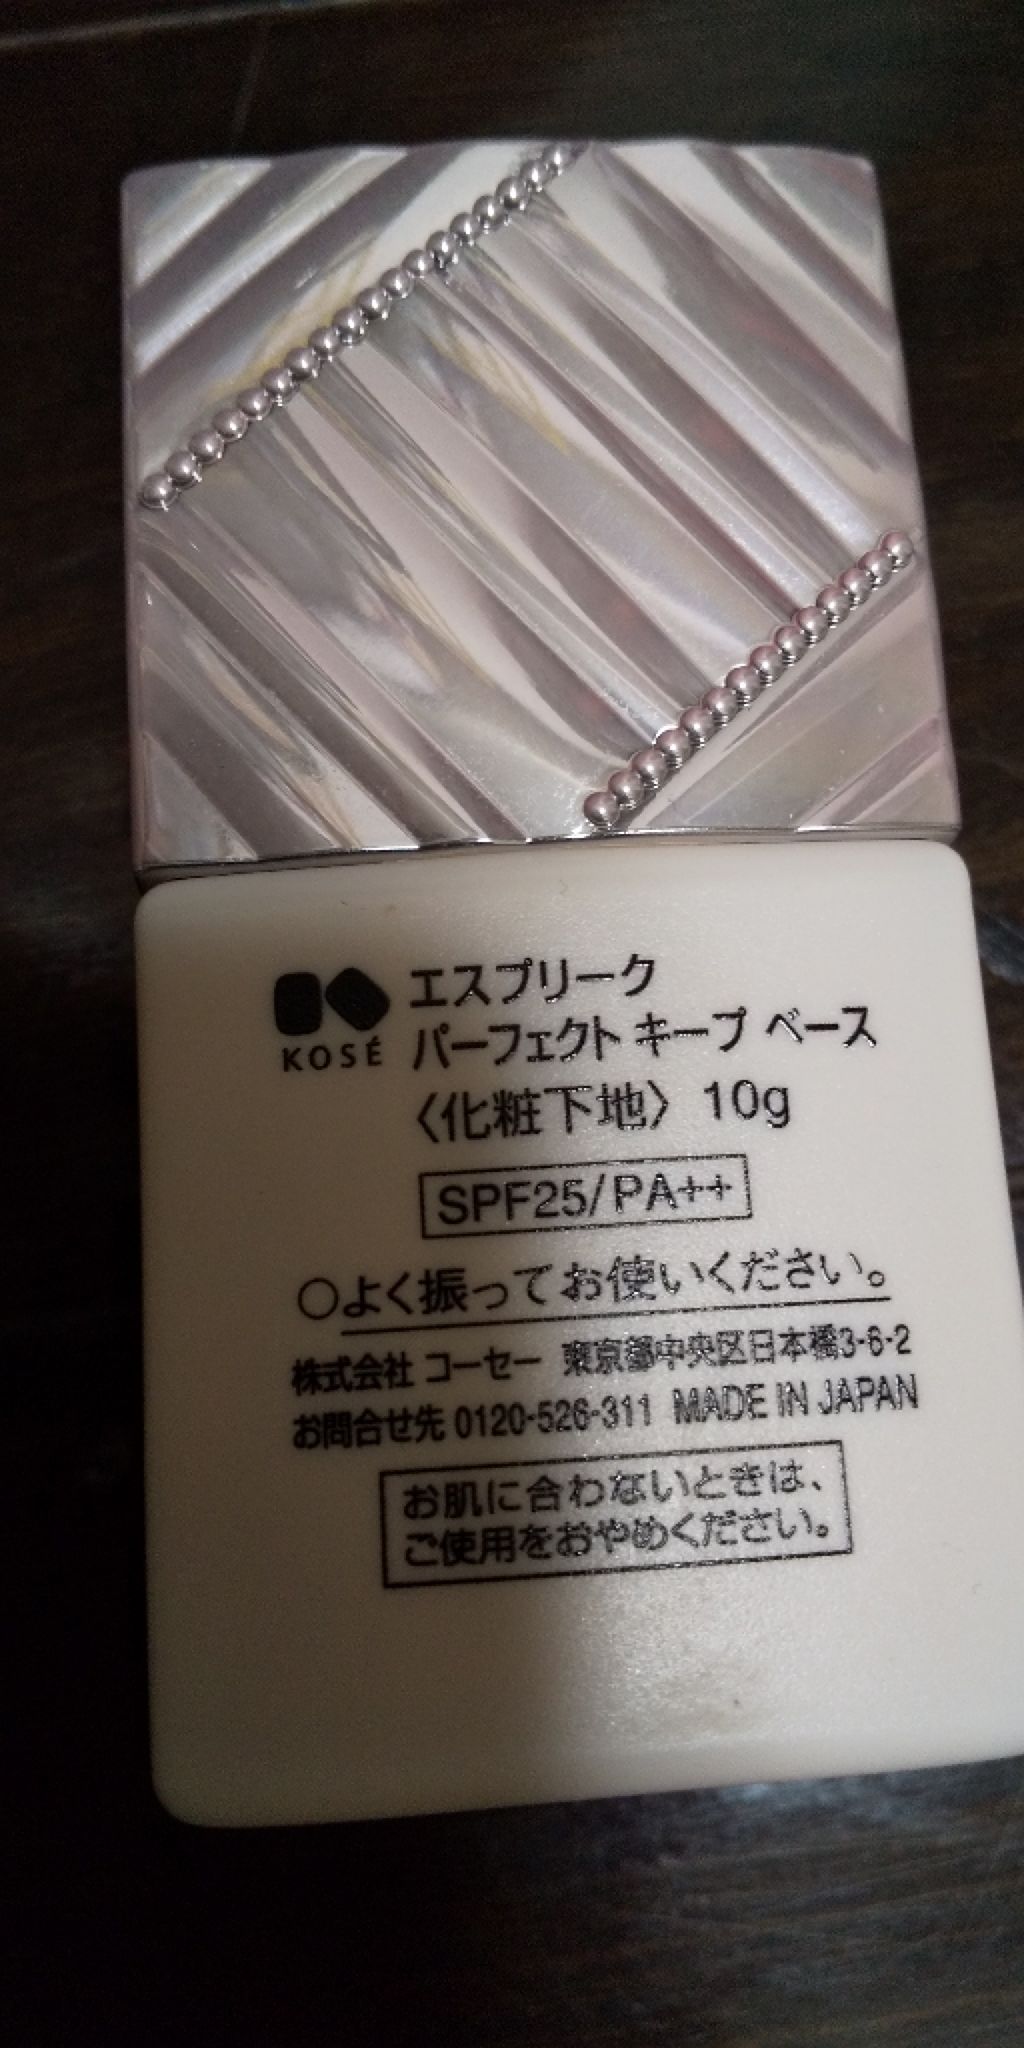 KOSÉ
エスプリーク
パーフェクト キープ ベース
〈化粧下地〉 10g
SPF25/PA++
○よく振ってお使いください。
株式会社 コーセー 東京都中央区日本橋3-6-2
お問合せ先 0120-526-311 MADE IN JAPAN
お肌に合わないときは、
ご使用をおやめください。